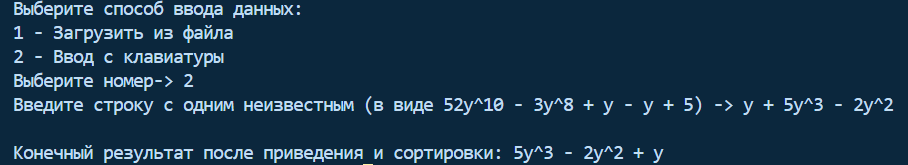 Выберите способ ввода данных:
1 - Загрузить из файла
2 - Ввод с клавиатуры
Выберите номер-> 2
Введите строку с одним неизвестным (в виде 52y^10 - 3y^8 + y - y + 5) -> y + 5y^3 - 2y^2
Конечный результат после приведения и сортировки: 5y^3 - 2y^2 + y